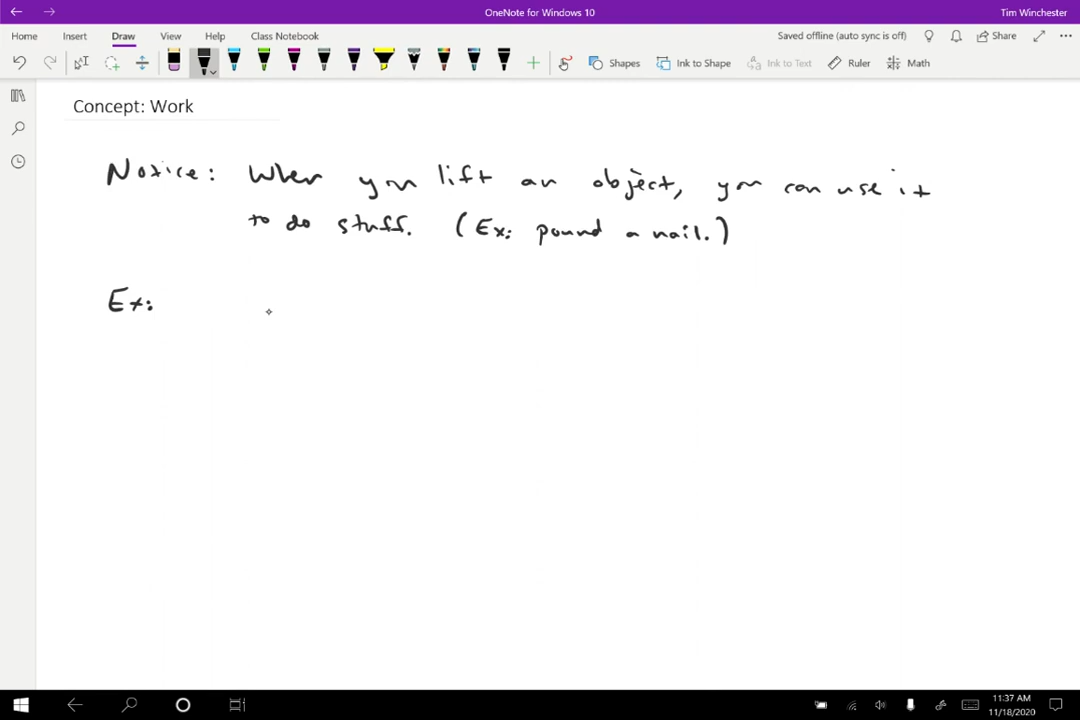 OneNote for Windows 10
Tim Winchester
Home Insert Draw View Help Class Notebook
Saved offline (auto sync is off) Share
Shapes Ink to Shape Ink to Text Ruler Math
Concept: Work
Notice: When you lift an object, you can use it
to do stuff. (Ex: pound a nail.)
Ex:
11:37 AM
11/18/2020